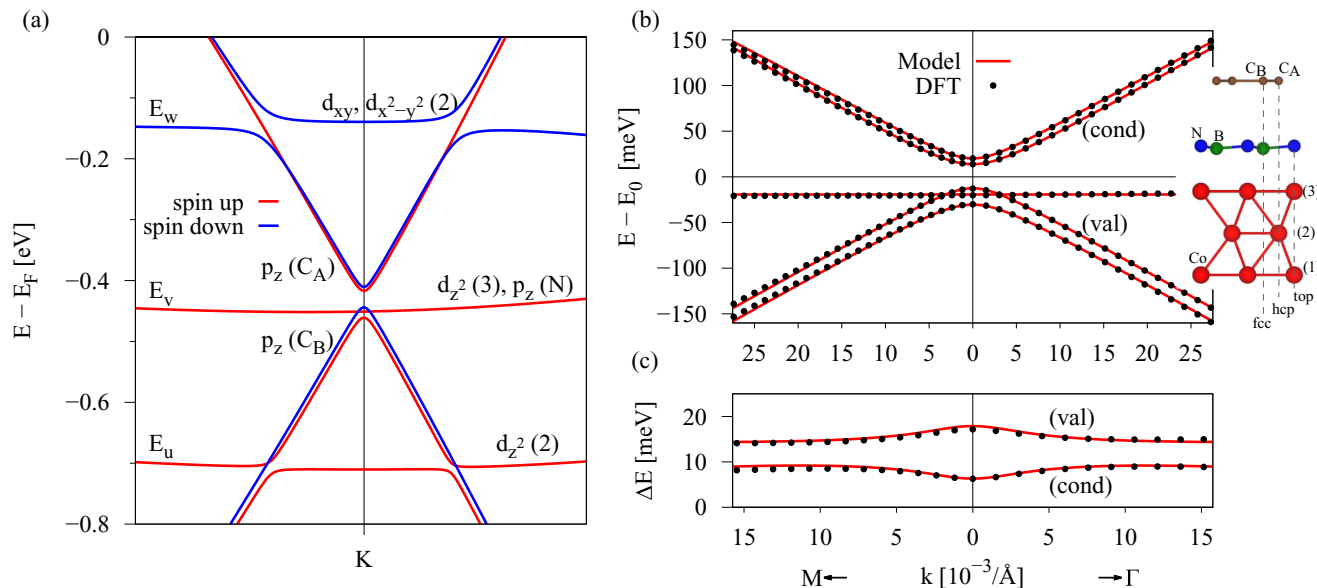 (a)
0
−0.2
−0.4
−0.6
−0.8
E − E_F [eV]
E_w
d_xy, d_x²−y² (2)
spin up
spin down
p_z (C_A)
E_v
d_z² (3), p_z (N)
p_z (C_B)
E_u
d_z² (2)
K
(b)
150
100
50
0
−50
−100
−150
E − E_0 [meV]
Model
DFT
(cond)
(val)
25 20 15 10 5 0 5 10 15 20 25
C_B C_A
N B
(3)
(2)
Co (1)
top
hcp
fcc
(c)
20
10
0
ΔE [meV]
(val)
(cond)
15 10 5 0 5 10 15
M← k [10⁻³/Å] →Γ